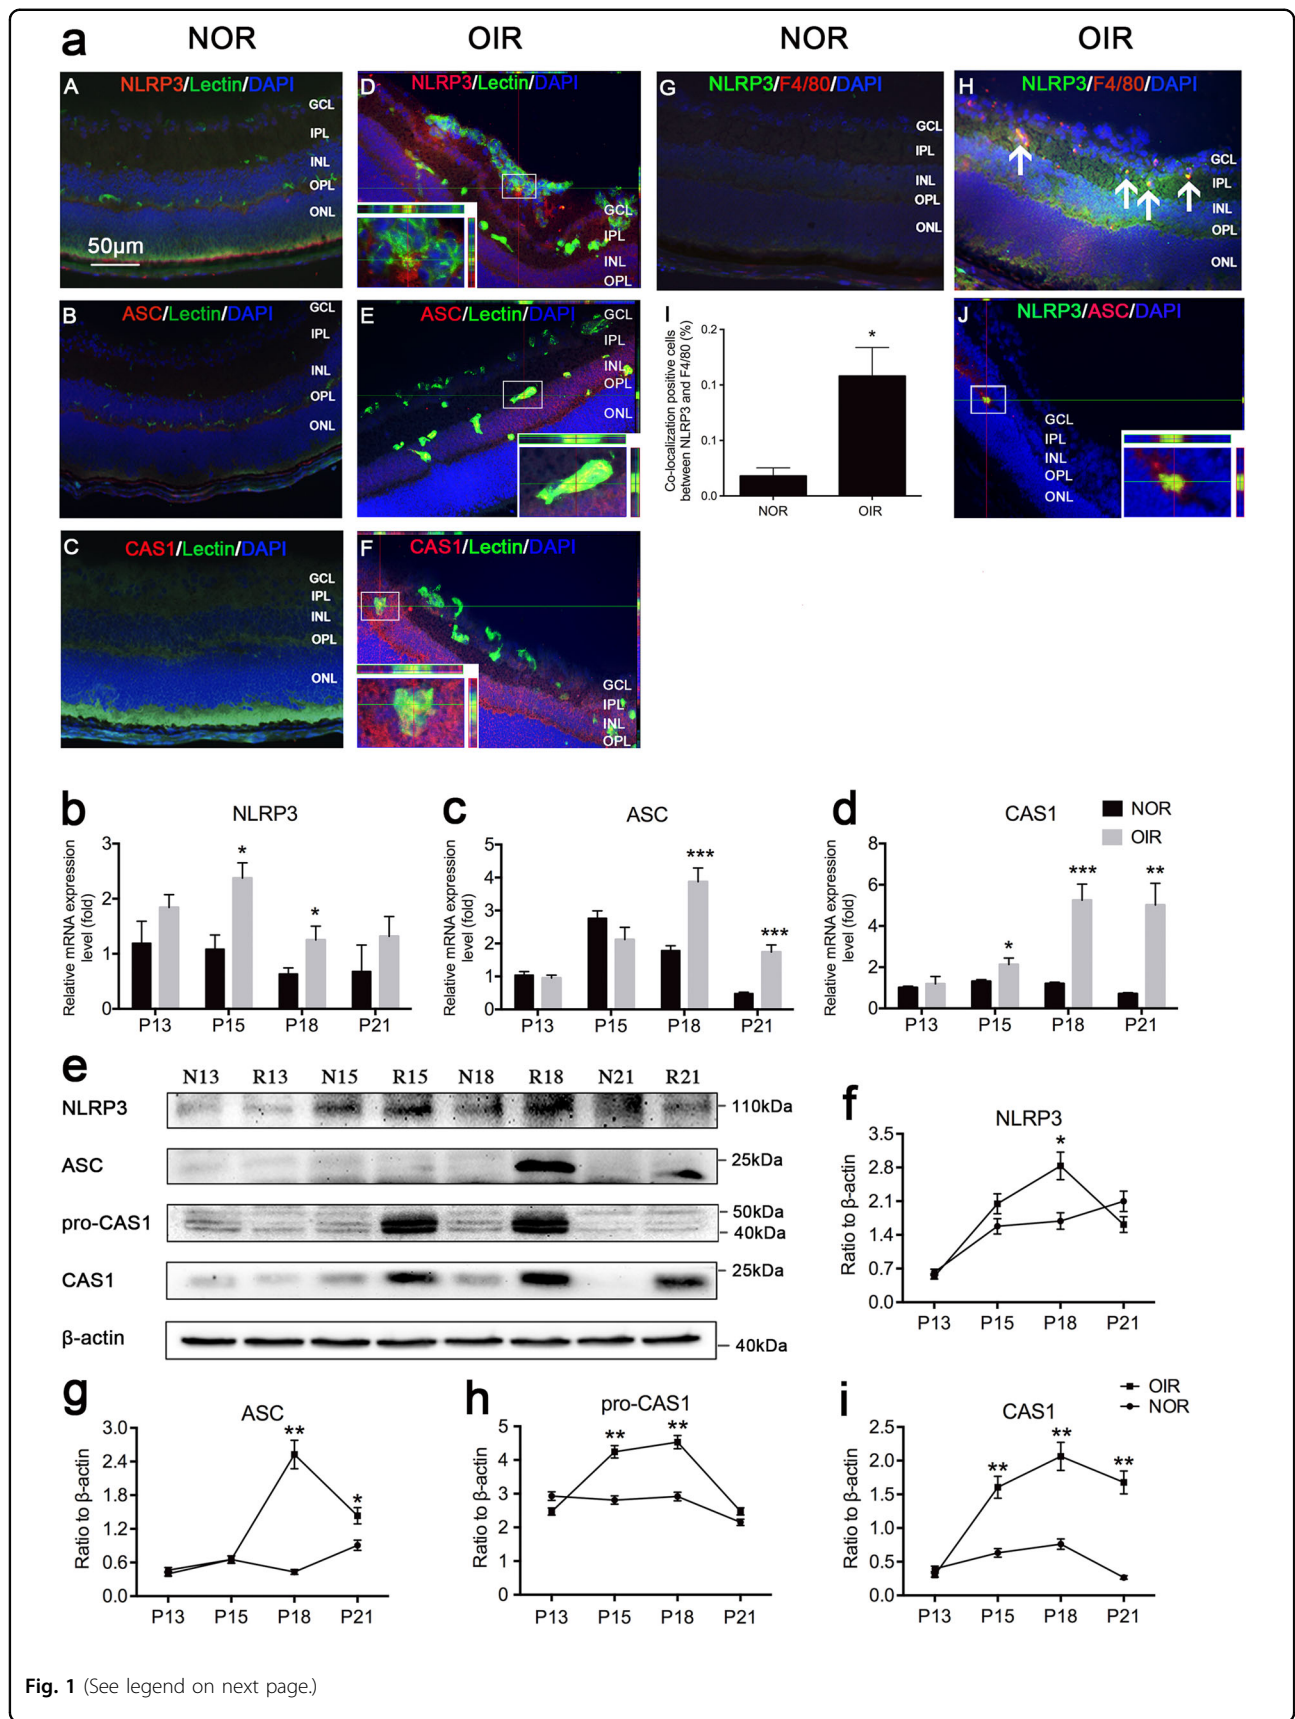 a NOR OIR NOR OIR
A NLRP3/Lectin/DAPI
GCL
IPL
INL
OPL
ONL
50µm
D NLRP3/Lectin/DAPI
GCL
IPL
INL
OPL
G NLRP3/F4/80/DAPI
GCL
IPL
INL
OPL
ONL
H NLRP3/F4/80/DAPI
GCL
IPL
INL
OPL
ONL
B ASC/Lectin/DAPI
GCL
IPL
INL
OPL
ONL
E ASC/Lectin/DAPI
GCL
IPL
INL
OPL
ONL
I
Co-localization positive cells
between NLRP3 and F4/80 (%)
0.2
0.1
0.1
0.0
*
NOR OIR
J NLRP3/ASC/DAPI
GCL
IPL
INL
OPL
ONL
C CAS1/Lectin/DAPI
GCL
IPL
INL
OPL
ONL
F CAS1/Lectin/DAPI
GCL
IPL
INL
OPL
b NLRP3
Relative mRNA expression
level (fold)
3
2
1
0
* *
P13 P15 P18 P21
c ASC
Relative mRNA expression
level (fold)
5
4
3
2
1
0
*** ***
P13 P15 P18 P21
d CAS1
NOR
OIR
Relative mRNA expression
level (fold)
8
6
4
2
0
* *** **
P13 P15 P18 P21
e N13 R13 N15 R15 N18 R18 N21 R21
NLRP3 110kDa
ASC 25kDa
pro-CAS1 50kDa
40kDa
CAS1 25kDa
β-actin 40kDa
f NLRP3
Ratio to β-actin
3.5
2.8
2.1
1.4
0.7
0.0
*
P13 P15 P18 P21
g ASC
Ratio to β-actin
3.0
2.4
1.8
1.2
0.6
0.0
** *
P13 P15 P18 P21
h pro-CAS1
Ratio to β-actin
5
4
3
2
1
0
** **
P13 P15 P18 P21
i CAS1
OIR
NOR
Ratio to β-actin
2.5
2.0
1.5
1.0
0.5
0.0
** ** **
P13 P15 P18 P21
Fig. 1 (See legend on next page.)